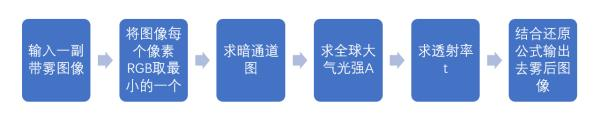 输入一副
带雾图像
将图像每
个像素
RGB取最
小的一个
求暗通道
图
求全球大
气光强A
求透射率
t
结合还原
公式输出
去雾后图
像